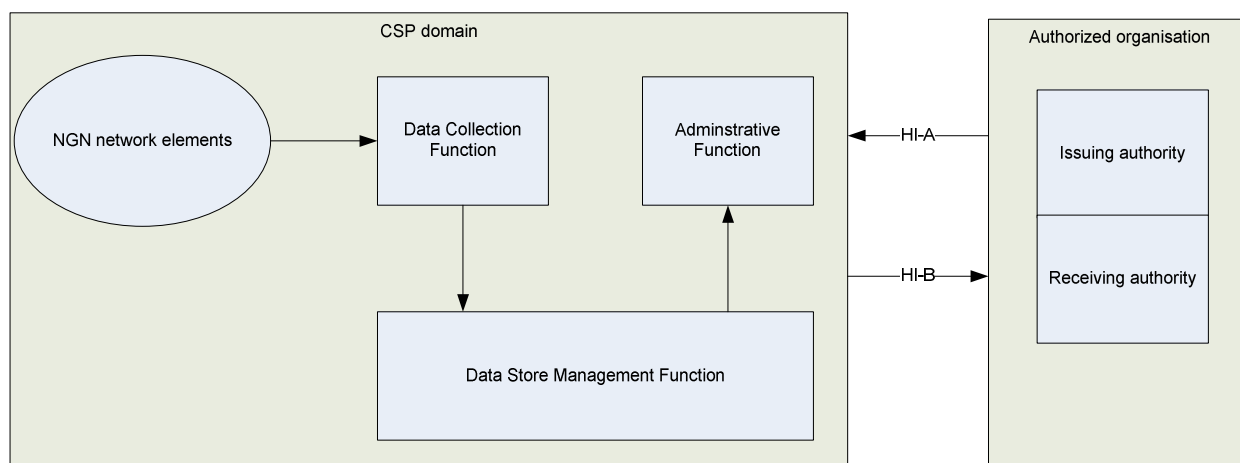 CSP domain
Authorized organisation
NGN network elements
Data Collection
Function
Adminstrative
Function
HI-A
Issuing authority
HI-B
Receiving authority
Data Store Management Function